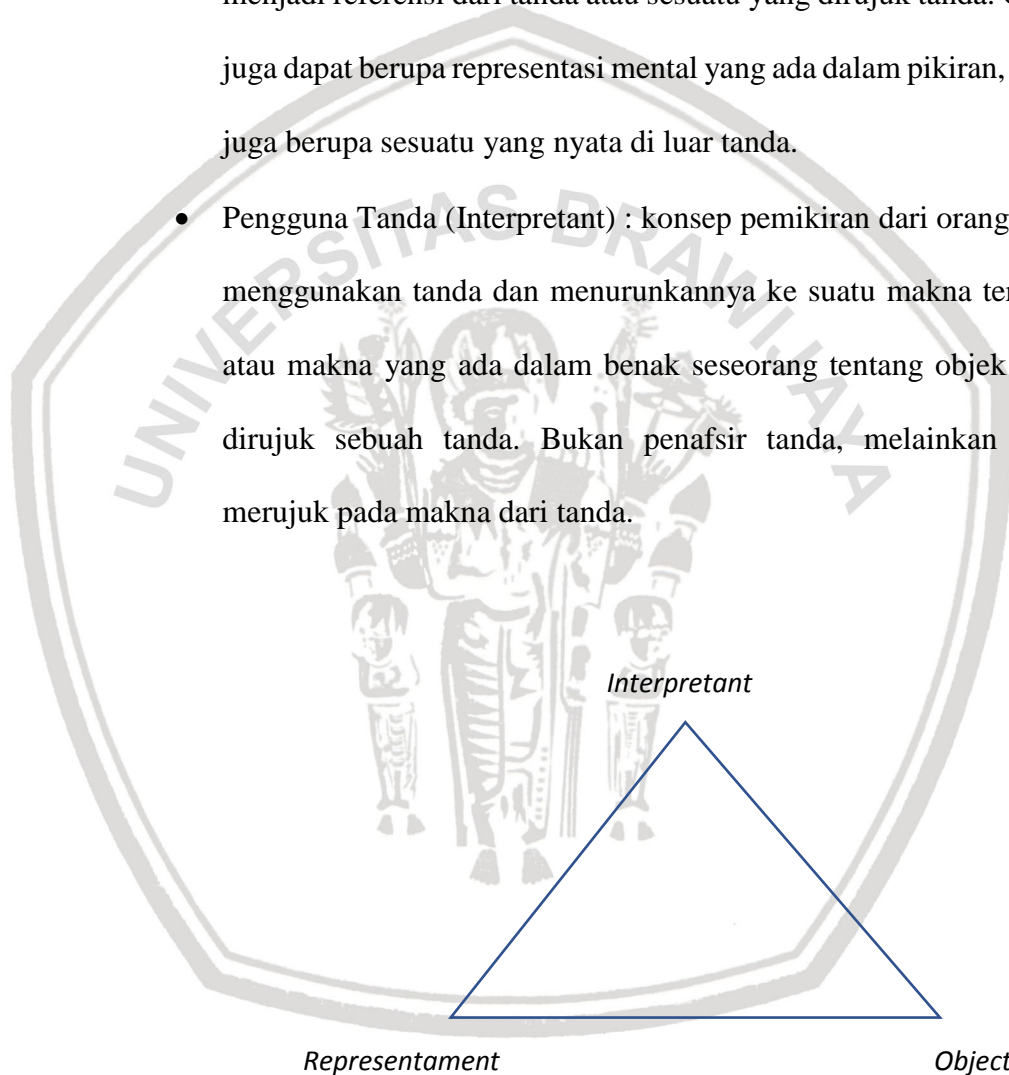 menjadi referensi dari tanda atau sesuatu yang dirujuk tanda.
juga dapat berupa representasi mental yang ada dalam pikiran,
juga berupa sesuatu yang nyata di luar tanda.
• Pengguna Tanda (Interpretant) : konsep pemikiran dari orang
menggunakan tanda dan menurunkannya ke suatu makna ter
atau makna yang ada dalam benak seseorang tentang objek
dirujuk sebuah tanda. Bukan penafsir tanda, melainkan
merujuk pada makna dari tanda.
UNIVERSITAS BRAWIJAYA
Interpretant
Representament Object